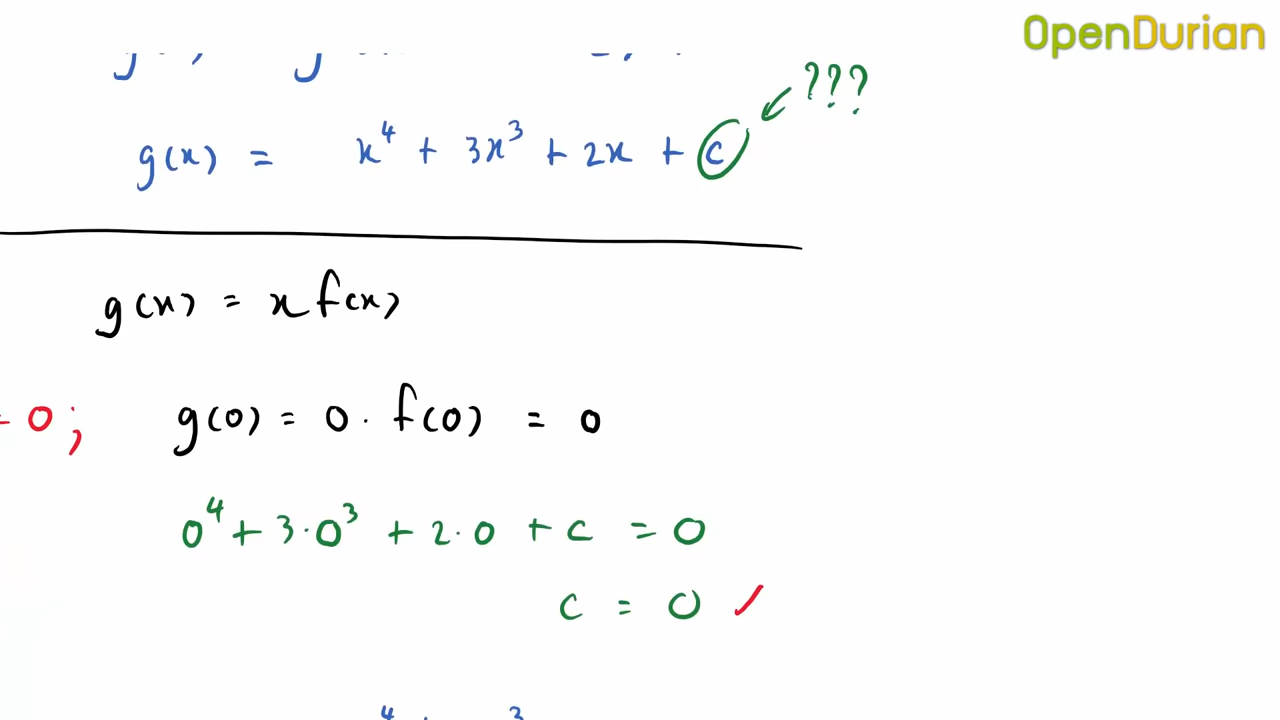 OpenDurian
???
g(x) = x⁴ + 3x³ + 2x + c
g(x) = x f(x)
0; g(0) = 0 · f(0) = 0
0⁴ + 3·0³ + 2·0 + c = 0
c = 0 ✓